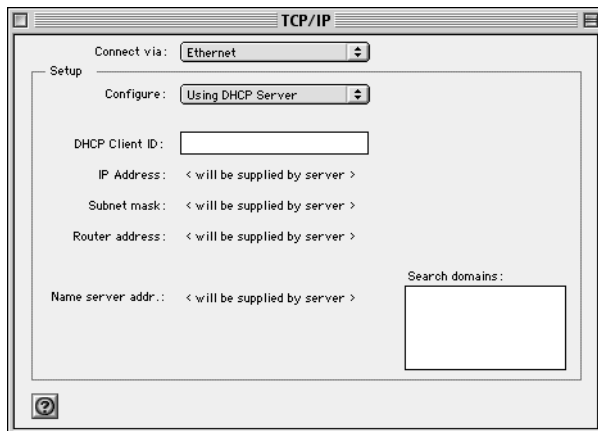 TCP/IP
Connect via: Ethernet
Setup
Configure: Using DHCP Server
DHCP Client ID:
IP Address: < will be supplied by server >
Subnet mask: < will be supplied by server >
Router address: < will be supplied by server >
Search domains:
Name server addr.: < will be supplied by server >
?